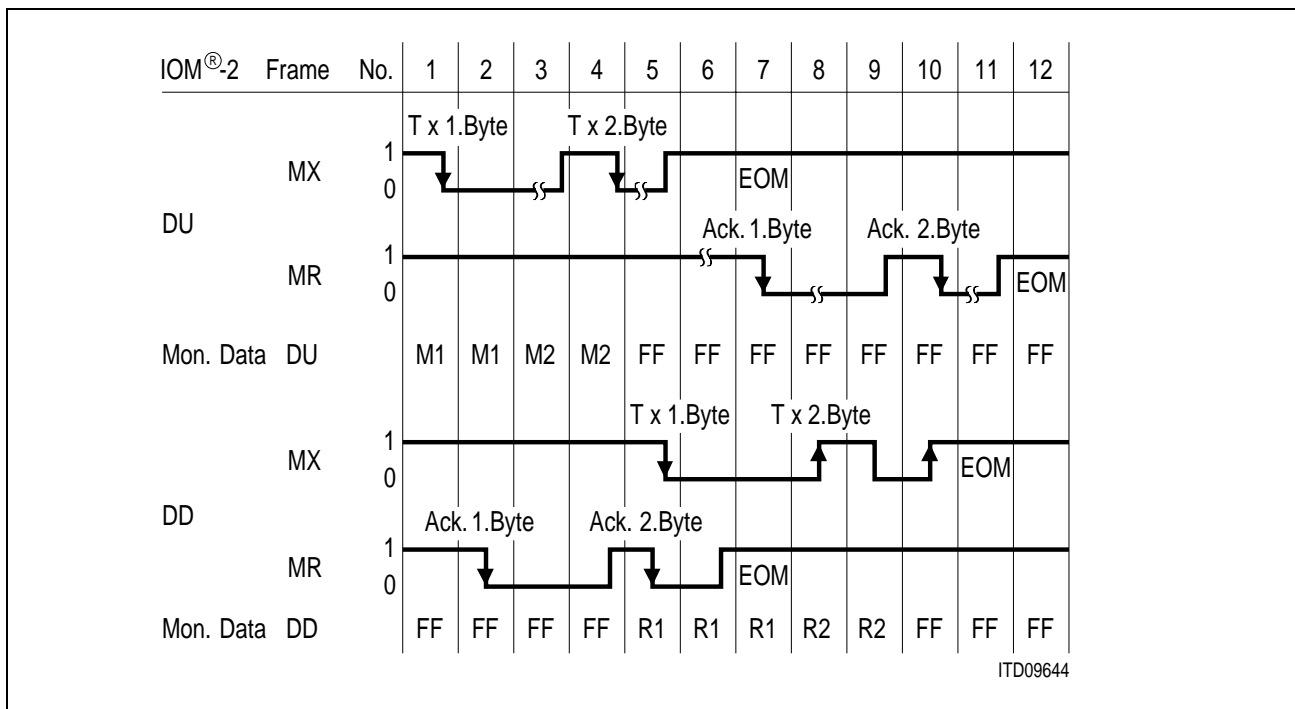 IOM®-2 Frame No. 1 2 3 4 5 6 7 8 9 10 11 12
T x 1.Byte T x 2.Byte
1
MX
0
EOM
DU
Ack. 1.Byte Ack. 2.Byte
1
MR
0
EOM
Mon. Data DU M1 M1 M2 M2 FF FF FF FF FF FF FF FF
T x 1.Byte T x 2.Byte
1
MX
0
EOM
DD
Ack. 1.Byte Ack. 2.Byte
1
MR
0
EOM
Mon. Data DD FF FF FF FF R1 R1 R1 R2 R2 FF FF FF
ITD09644